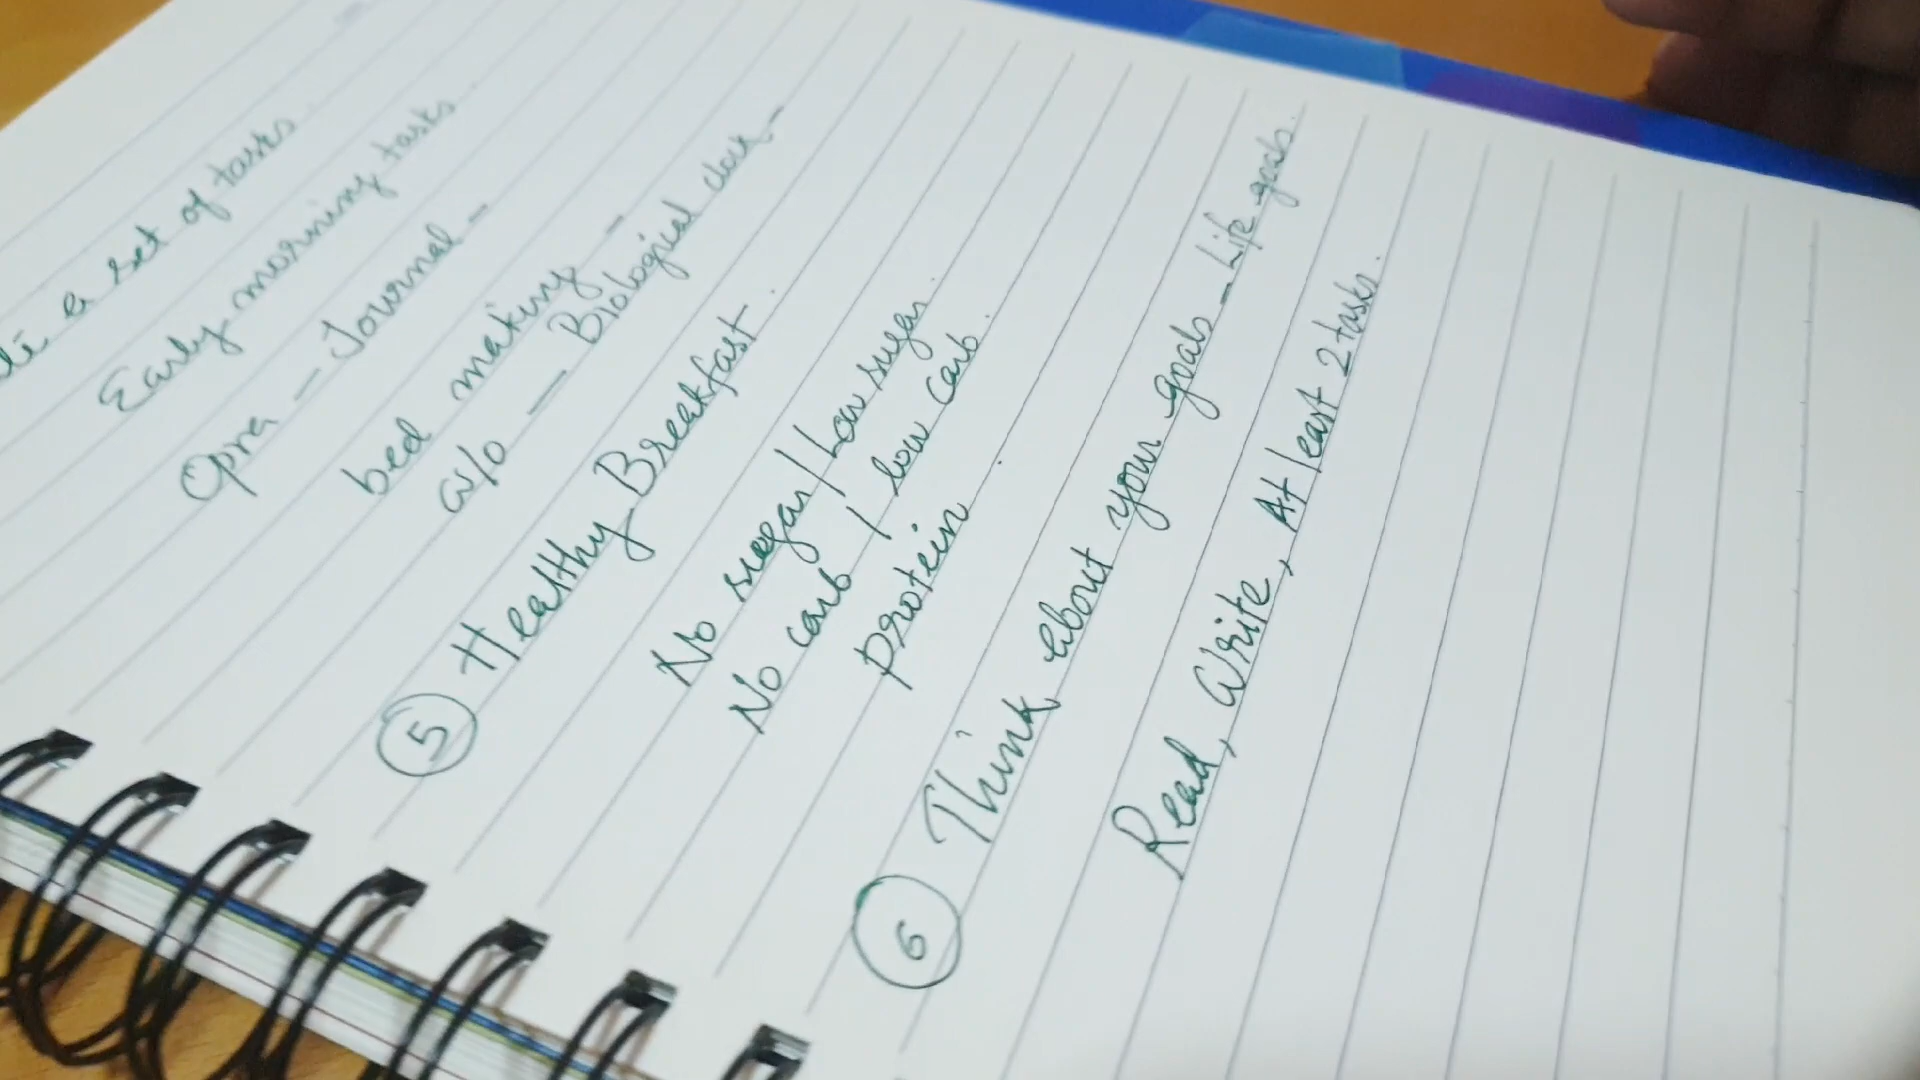 a set of tasks.
Early morning tasks.
Opra - Journal -
bed making -
w/o - Biological clock -
5 Healthy Breakfast.
No sugar / Low sugar.
No carb / low carb.
protein.
6 Think about your goals - Life goals.
Read, Write, At least 2 tasks.